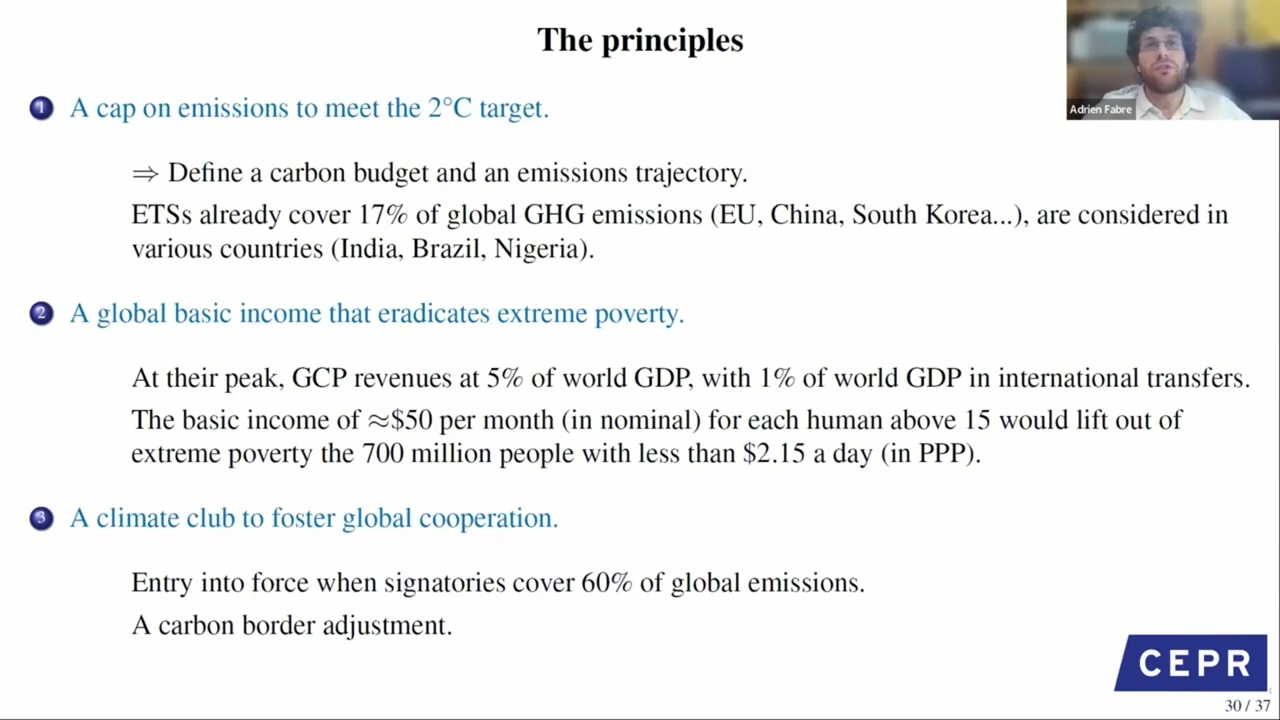 The principles
Adrien Fabre
1 A cap on emissions to meet the 2°C target.
⇒ Define a carbon budget and an emissions trajectory.
ETSs already cover 17% of global GHG emissions (EU, China, South Korea...), are considered in
various countries (India, Brazil, Nigeria).
2 A global basic income that eradicates extreme poverty.
At their peak, GCP revenues at 5% of world GDP, with 1% of world GDP in international transfers.
The basic income of ≈$50 per month (in nominal) for each human above 15 would lift out of
extreme poverty the 700 million people with less than $2.15 a day (in PPP).
3 A climate club to foster global cooperation.
Entry into force when signatories cover 60% of global emissions.
A carbon border adjustment.
CEPR
30 / 37